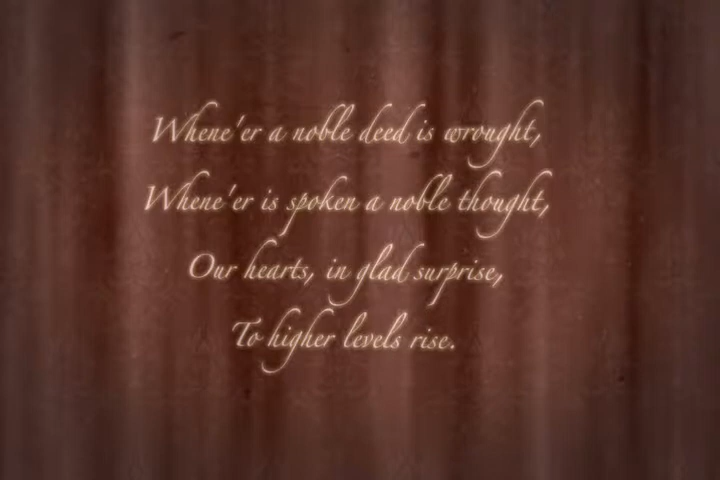 Whene'er a noble deed is wrought,
Whene'er is spoken a noble thought,
Our hearts, in glad surprise,
To higher levels rise.